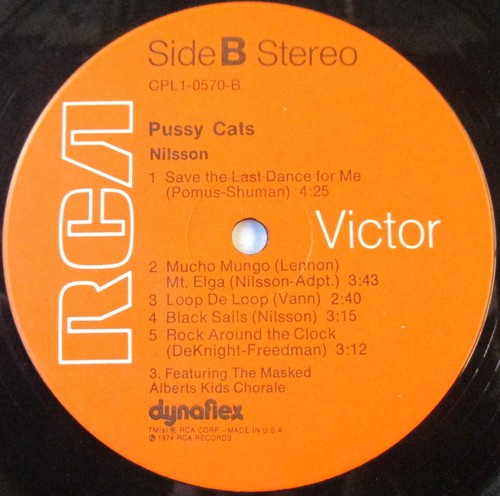 Side B Stereo
CPL1-0570-B
RCA
Pussy Cats
Nilsson
1 Save the Last Dance for Me
(Pomus-Shuman) 4:25
Victor
2 Mucho Mungo (Lennon)
Mt. Elga (Nilsson-Adpt.) 3:43
3 Loop De Loop (Vann) 2:40
4 Black Sails (Nilsson) 3:15
5 Rock Around the Clock
(DeKnight-Freedman) 3:12
3. Featuring The Masked
Alberts Kids Chorale
dynaflex
TM(s) ® RCA CORP.—MADE IN U.S.A.
℗ 1974 RCA RECORDS